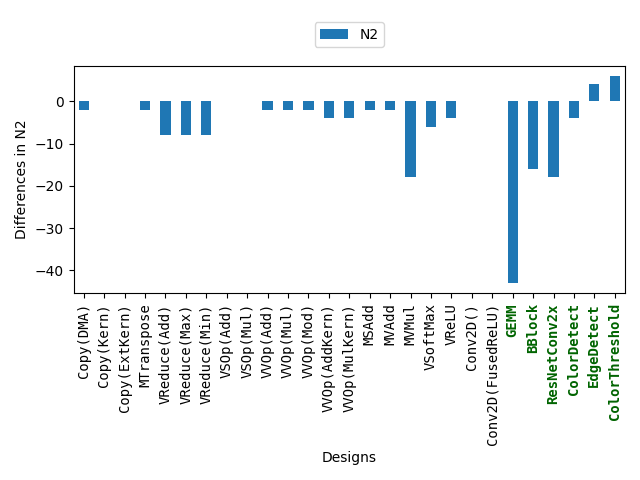 N2
Differences in N2
0
−10
−20
−30
−40
Copy(DMA)
Copy(Kern)
Copy(ExtKern)
MTranspose
VReduce(Add)
VReduce(Max)
VReduce(Min)
VSOp(Add)
VSOp(Mul)
VVOp(Add)
VVOp(Mul)
VVOp(Mod)
VVOp(AddKern)
VVOp(MulKern)
MSAdd
MVAdd
MVMul
VSoftMax
VReLU
Conv2D()
Conv2D(FusedReLU)
GEMM
BBlock
ResNetConv2x
ColorDetect
EdgeDetect
ColorThreshold
Designs